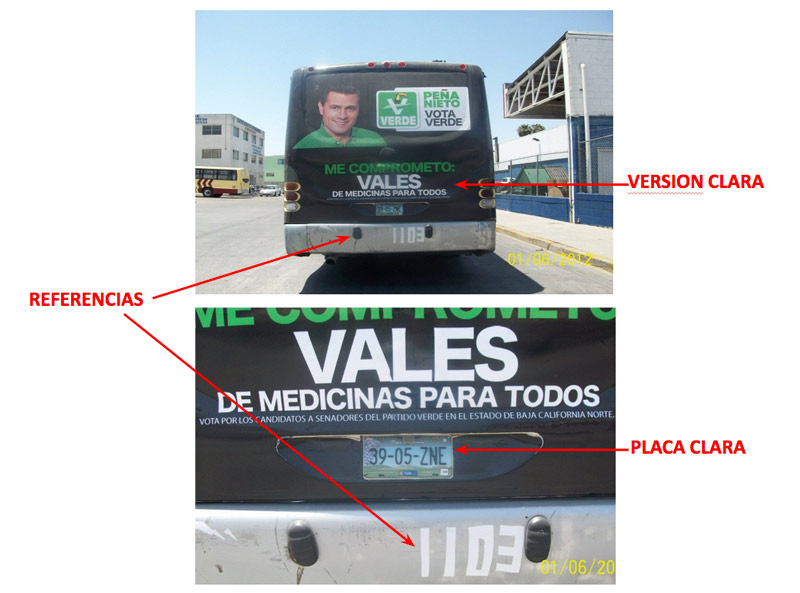 PEÑA
NIETO
VOTA
VERDE
VERDE
ME COMPROMETO:
VALES
DE MEDICINAS PARA TODOS
1103
01/06/2012
VERSION CLARA
REFERENCIAS
ME COMPROMETO:
VALES
DE MEDICINAS PARA TODOS
VOTA POR LOS CANDIDATOS A SENADORES DEL PARTIDO VERDE EN EL ESTADO DE BAJA CALIFORNIA NORTE.
39-05-ZNE
PLACA CLARA
1103
01/06/20